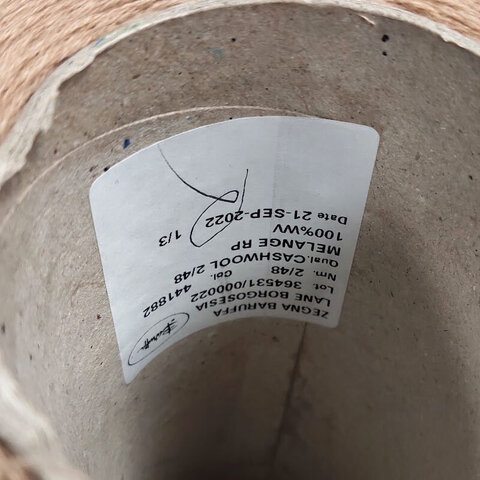 ZEGNA BARUFFA
LANE BORGOSESIA
Lot. 364531/000022 441882
Nm. 2/48 Col.
Qual. CASHWOOL 2/48
MELANGE RP
100%WV 1/3
Date 21-SEP-2022